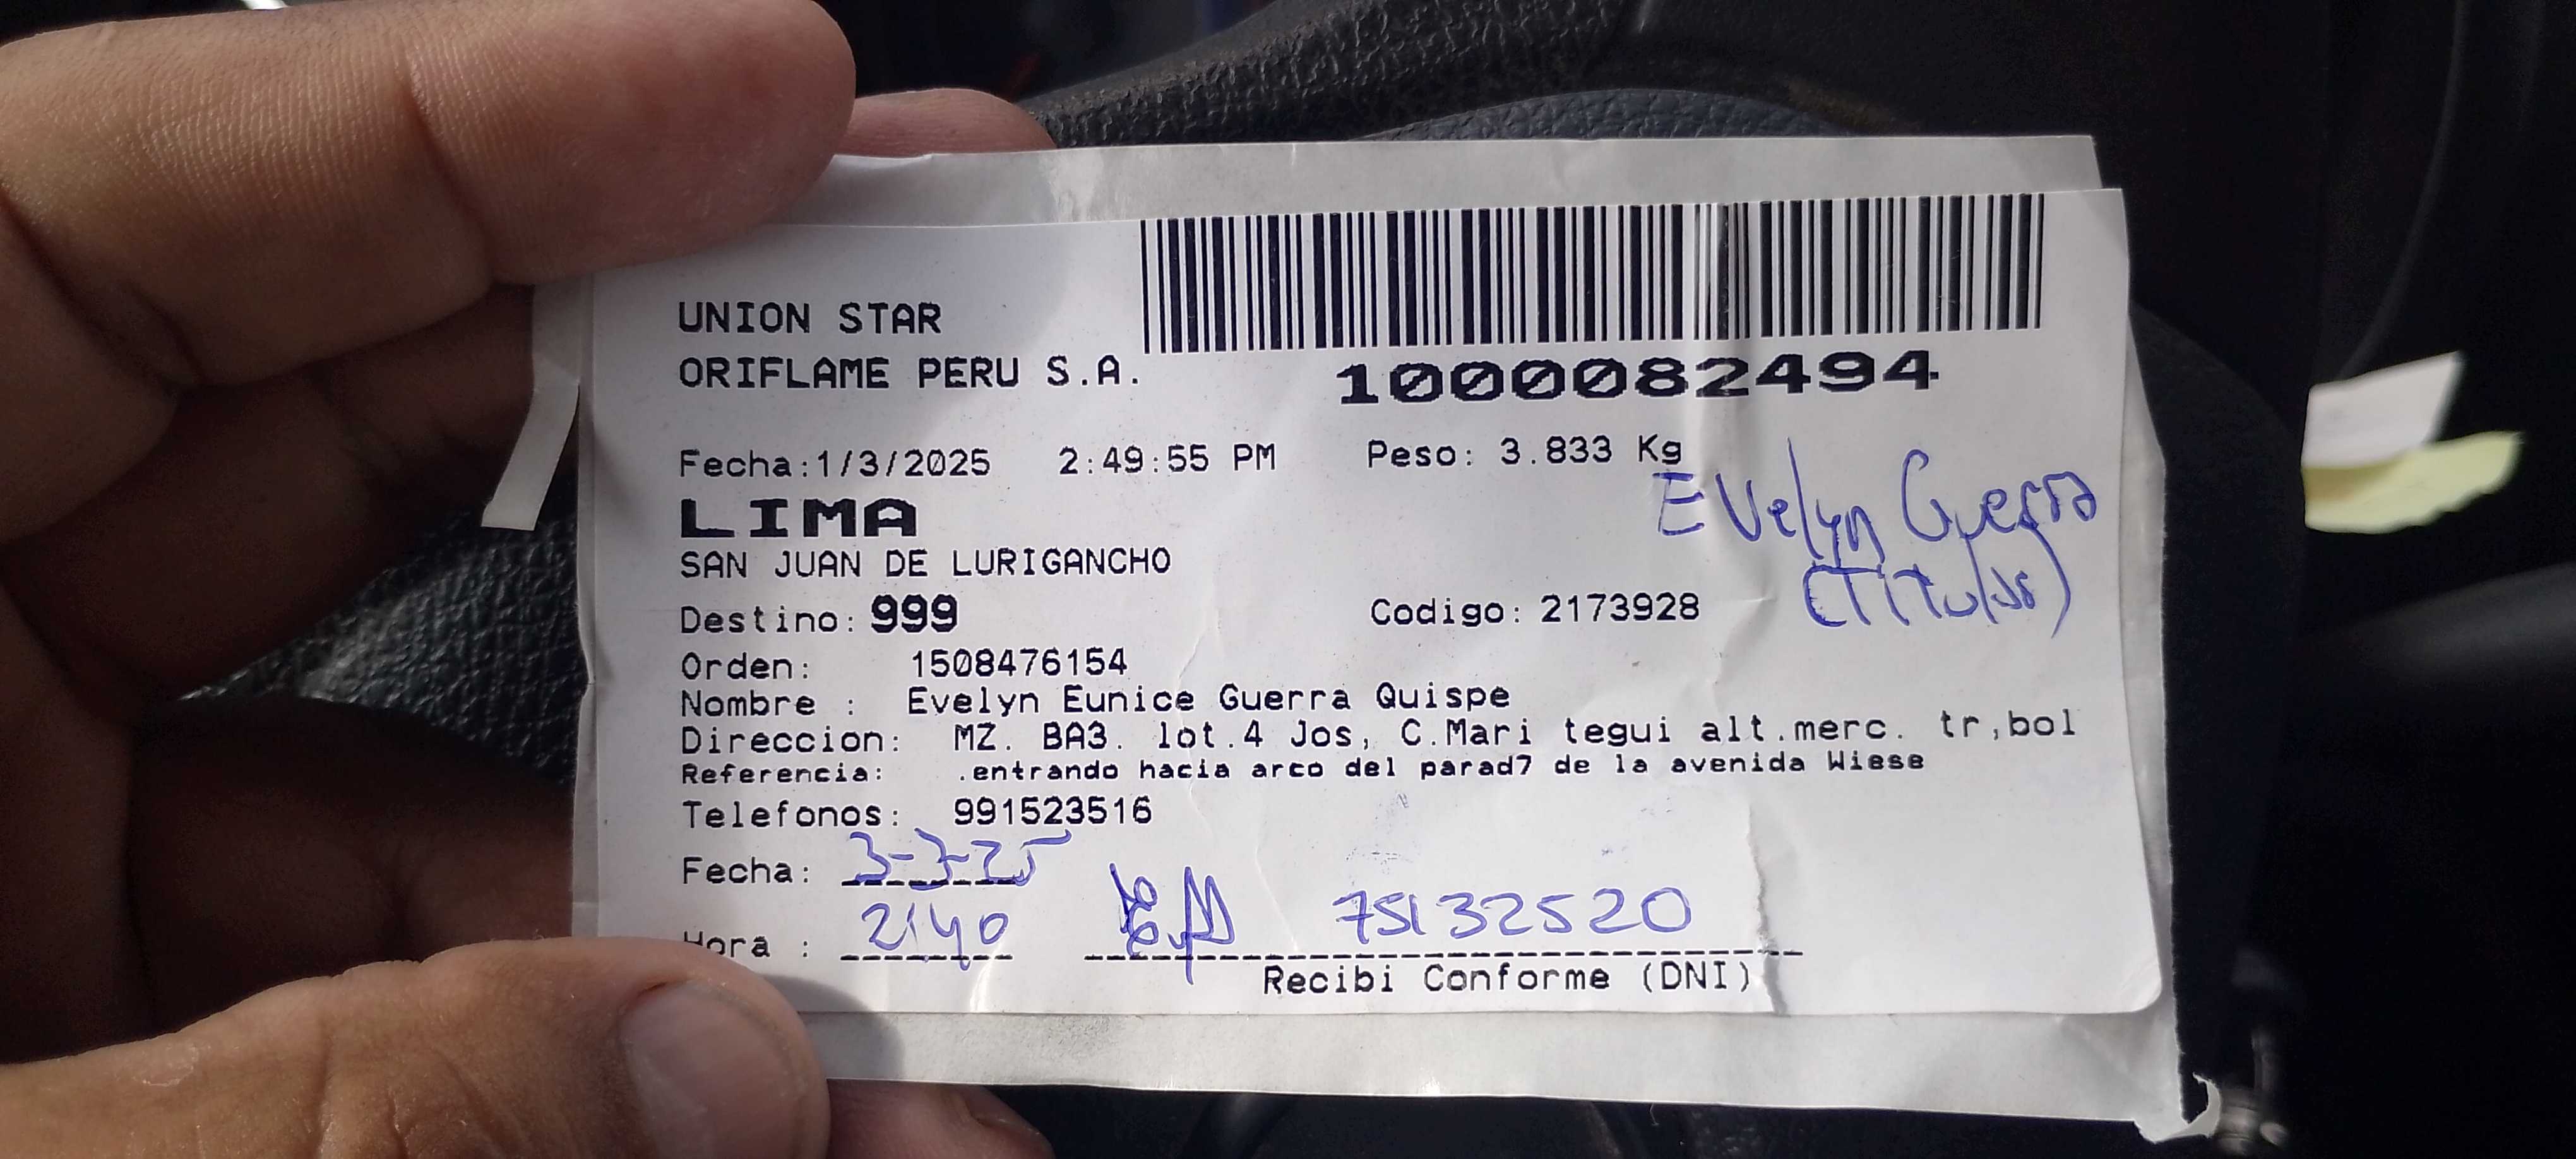 UNION STAR
ORIFLAME PERU S.A.
1000082494
Fecha:1/3/2025 2:49:55 PM Peso: 3.833 Kg
LIMA
Evelyn Guerra
SAN JUAN DE LURIGANCHO
(Titular)
Destino: 999 Codigo: 2173928
Orden: 1508476154
Nombre : Evelyn Eunice Guerra Quispe
Direccion: MZ. BA3. lot.4 Jos, C.Mari tegui alt.merc. tr,bol
Referencia: .entrando hacia arco del parad7 de la avenida Wiese
Telefonos: 991523516
Fecha: 3-3-25
Hora : 2:40 75132520
Recibi Conforme (DNI)